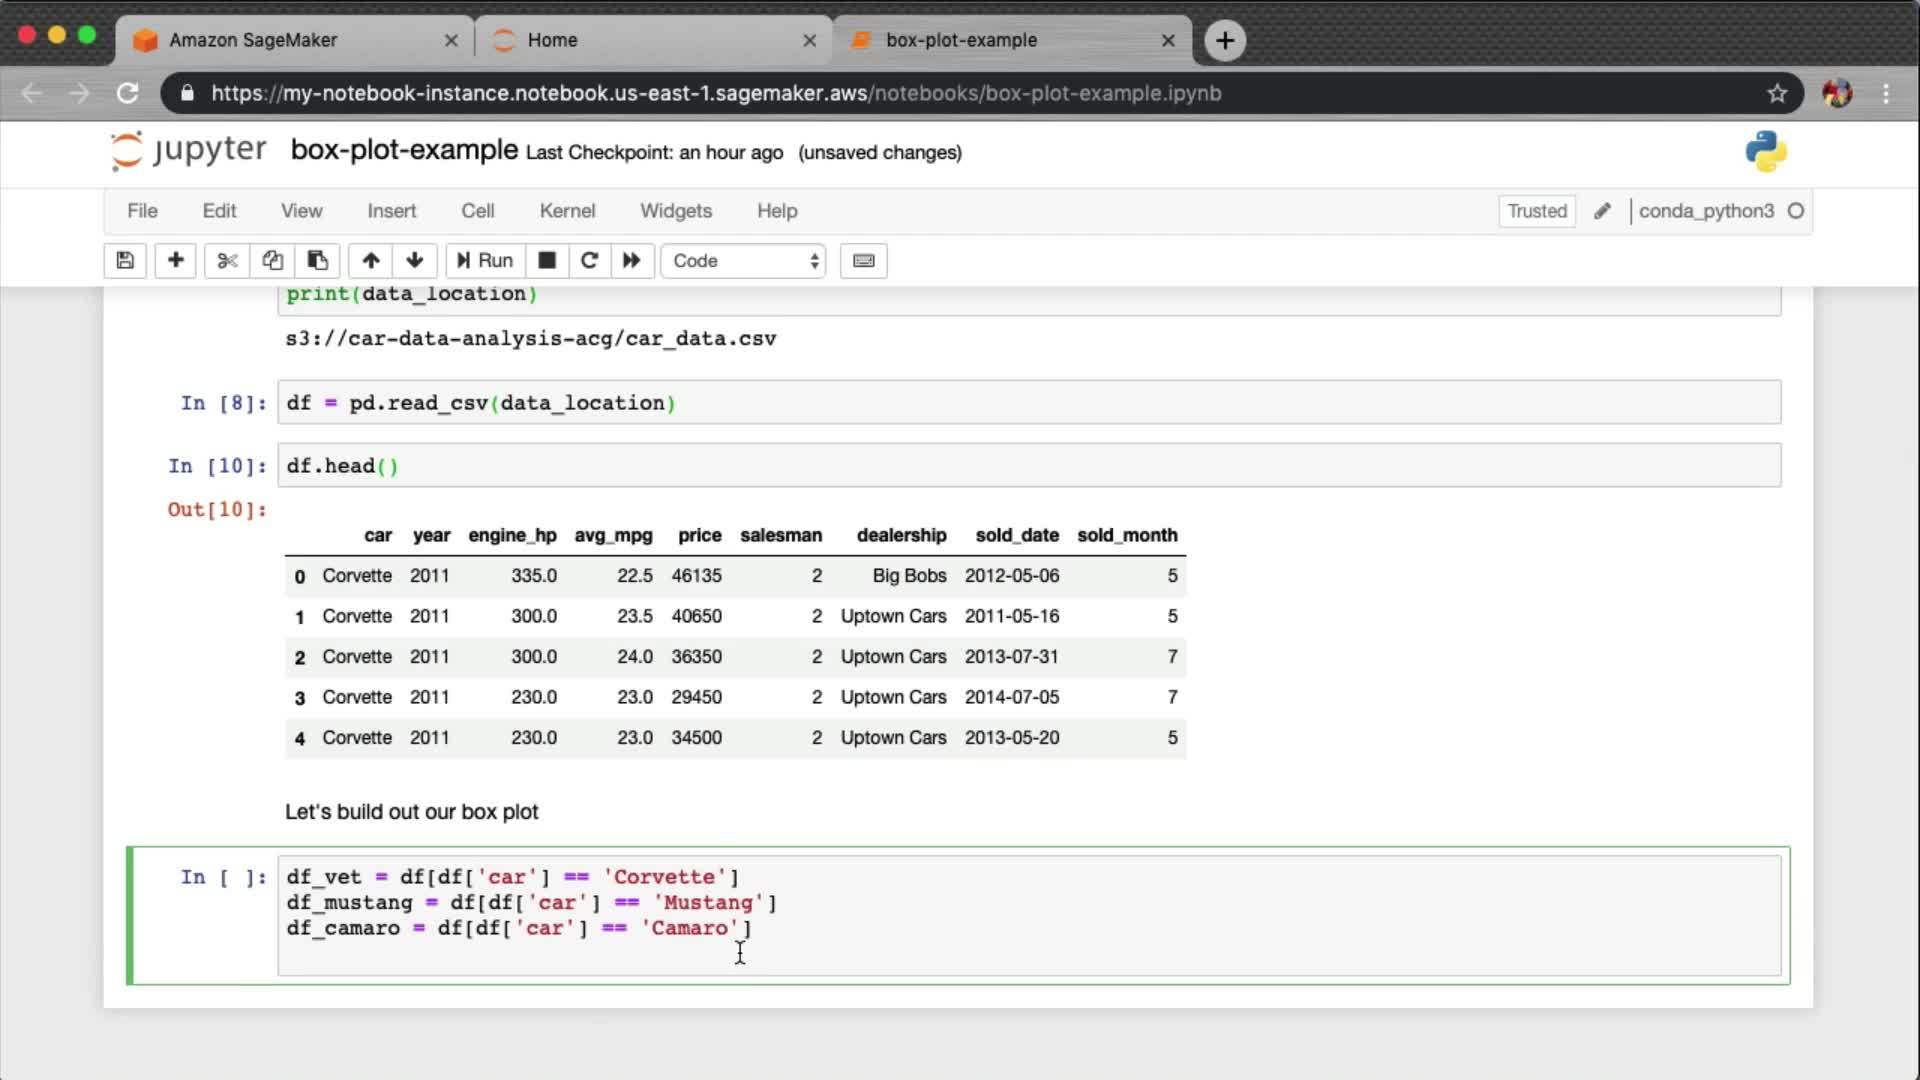 Amazon SageMaker
Home
box-plot-example
https://my-notebook-instance.notebook.us-east-1.sagemaker.aws/notebooks/box-plot-example.ipynb
jupyter box-plot-example Last Checkpoint: an hour ago (unsaved changes)
File Edit View Insert Cell Kernel Widgets Help Trusted conda_python3
Run Code
print(data_location)
s3://car-data-analysis-acg/car_data.csv
In [8]: df = pd.read_csv(data_location)
In [10]: df.head()
Out[10]:
car year engine_hp avg_mpg price salesman dealership sold_date sold_month
0 Corvette 2011 335.0 22.5 46135 2 Big Bobs 2012-05-06 5
1 Corvette 2011 300.0 23.5 40650 2 Uptown Cars 2011-05-16 5
2 Corvette 2011 300.0 24.0 36350 2 Uptown Cars 2013-07-31 7
3 Corvette 2011 230.0 23.0 29450 2 Uptown Cars 2014-07-05 7
4 Corvette 2011 230.0 23.0 34500 2 Uptown Cars 2013-05-20 5
Let's build out our box plot
In [ ]: df_vet = df[df['car'] == 'Corvette']
df_mustang = df[df['car'] == 'Mustang']
df_camaro = df[df['car'] == 'Camaro']